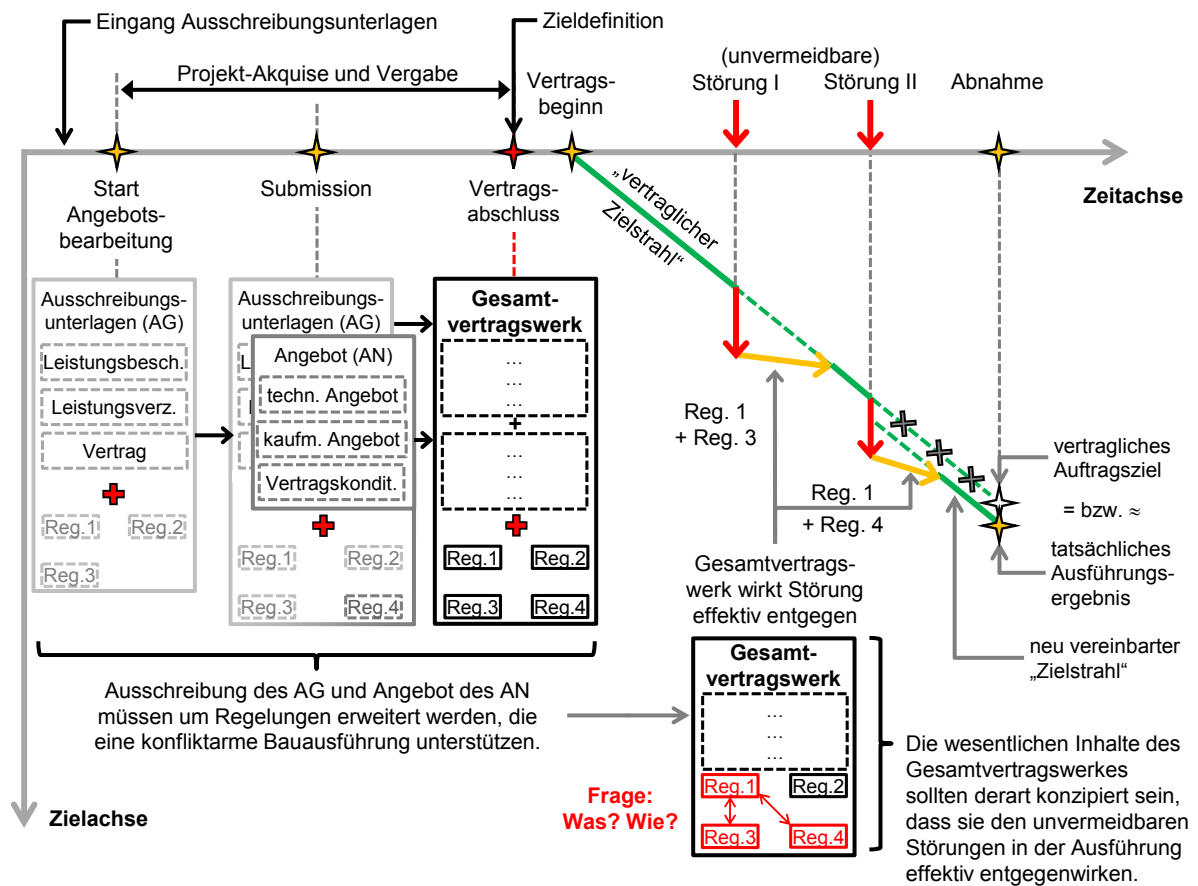 Eingang Ausschreibungsunterlagen
Zieldefinition
Projekt-Akquise und Vergabe
Vertrags-
beginn
(unvermeidbare)
Störung I
Störung II
Abnahme
Start
Angebots-
bearbeitung
Submission
Vertrags-
abschluss
„vertraglicher
Zielstrahl“
Zeitachse
Ausschreibungs-
unterlagen (AG)
Leistungsbesch.
Leistungsverz.
Vertrag
Reg.1
Reg.2
Reg.3
Ausschreibungs-
unterlagen (AG)
L
Angebot (AN)
techn. Angebot
kaufm. Angebot
Vertragskondit.
Reg.1
Reg.2
Reg.3
Reg.4
Gesamt-
vertragswerk
...
...
...
+
...
...
...
Reg.1
Reg.2
Reg.3
Reg.4
Reg. 1
+ Reg. 3
Reg. 1
+ Reg. 4
Gesamtvertrags-
werk wirkt Störung
effektiv entgegen
vertragliches
Auftragsziel
= bzw. ≈
tatsächliches
Ausführungs-
ergebnis
neu vereinbarter
„Zielstrahl“
Ausschreibung des AG und Angebot des AN
müssen um Regelungen erweitert werden, die
eine konfliktarme Bauausführung unterstützen.
Gesamt-
vertragswerk
...
...
...
Reg.1
Reg.2
Reg.3
Reg.4
Frage:
Was? Wie?
Die wesentlichen Inhalte des
Gesamtvertragswerkes
sollten derart konzipiert sein,
dass sie den unvermeidbaren
Störungen in der Ausführung
effektiv entgegenwirken.
Zielachse